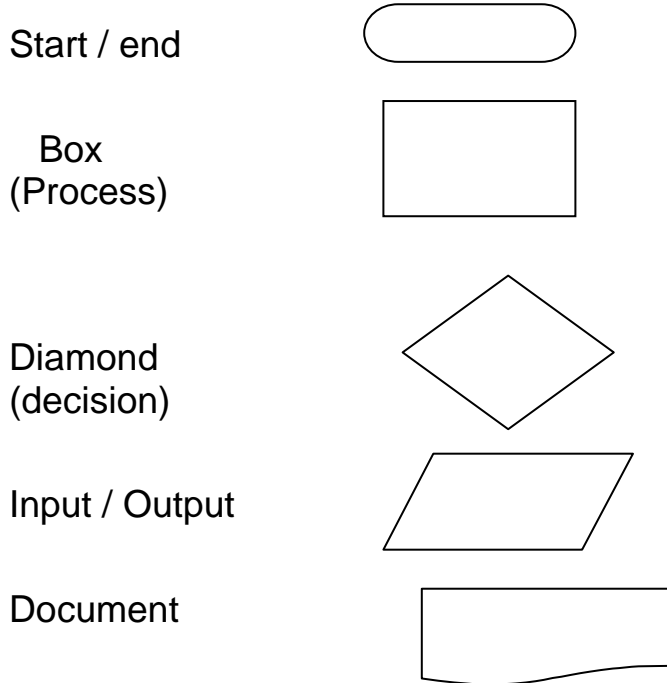 Start / end
Box
(Process)
Diamond
(decision)
Input / Output
Document